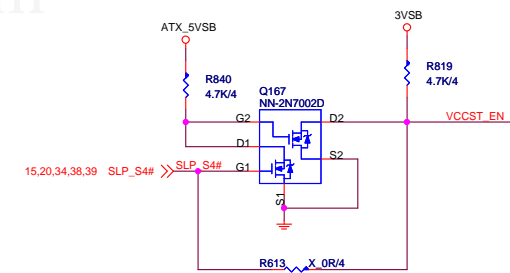 ATX_5VSB
3VSB
R840
4.7K/4
R819
4.7K/4
Q167
NN-2N7002D
G2
D2
VCCST_EN
D1
S2
15,20,34,38,39 SLP_S4#
SLP_S4#
G1
S1
R613
X_0R/4